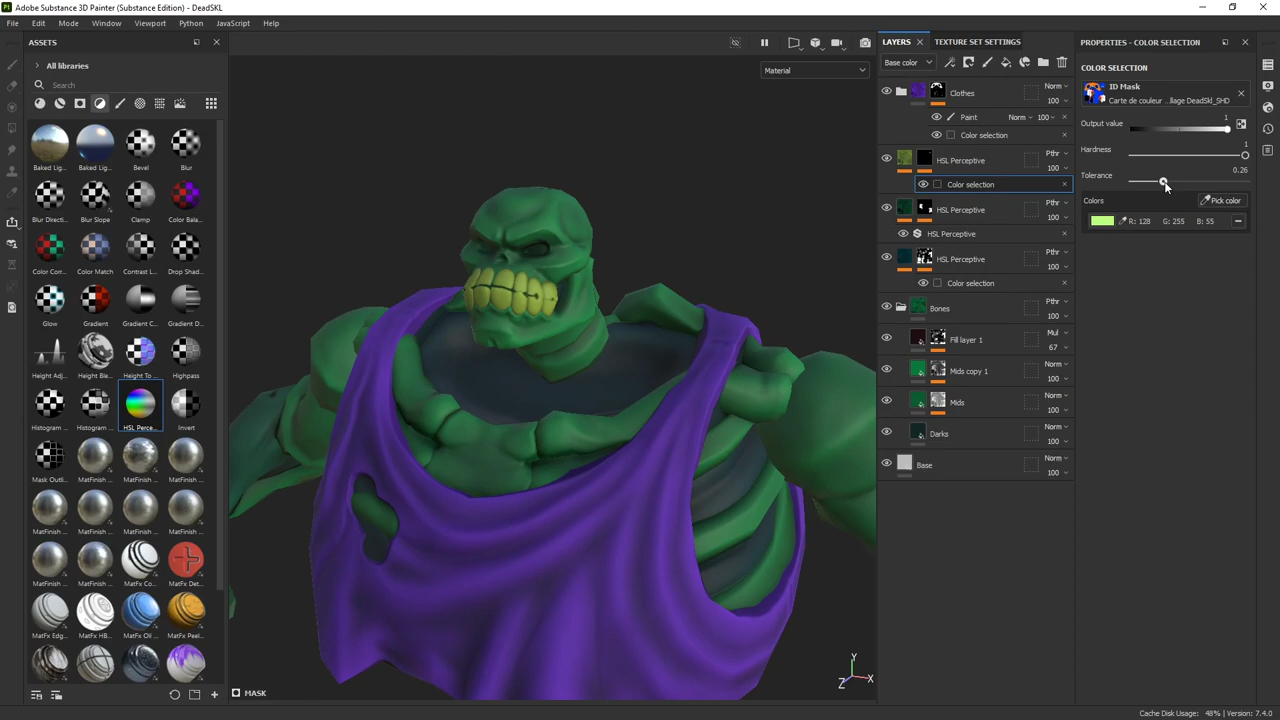 Adobe Substance 3D Painter (Substance Edition) - DeadSKL
File Edit Mode Window Viewport Python JavaScript Help
ASSETS
All libraries
Search
Baked Lig... Baked Lig... Bevel Blur
Blur Directi... Blur Slope Clamp Color Bala...
Color Corr... Color Match Contrast L... Drop Shad...
Glow Gradient Gradient C... Gradient D...
Height Adj... Height Ble... Height To ... Highpass
Histogram ... Histogram ... HSL Perce... Invert
Mask Outli... MatFinish ... MatFinish ... MatFinish ...
MatFinish ... MatFinish ... MatFinish ... MatFinish ...
MatFinish ... MatFinish ... MatFx Co... MatFx Det...
MatFx Edg... MatFx HB... MatFx Oil ... MatFx Peel...
Material
Y
Z X
MASK
LAYERS TEXTURE SET SETTINGS
Base color
Clothes Norm 100
Paint Norm 100
Color selection
HSL Perceptive Pthr 100
Color selection
HSL Perceptive Pthr 100
HSL Perceptive
HSL Perceptive Pthr 100
Color selection
Bones Pthr 100
Fill layer 1 Mul 67
Mids copy 1 Norm 100
Mids Norm 100
Darks Norm 100
Base Norm 100
PROPERTIES - COLOR SELECTION
COLOR SELECTION
ID Mask
Carte de couleur ...llage DeadSkl_SHD
Output value 1
Hardness 1
Tolerance 0.26
Colors Pick color
R: 128 G: 255 B: 55
Cache Disk Usage: 48% | Version: 7.4.0